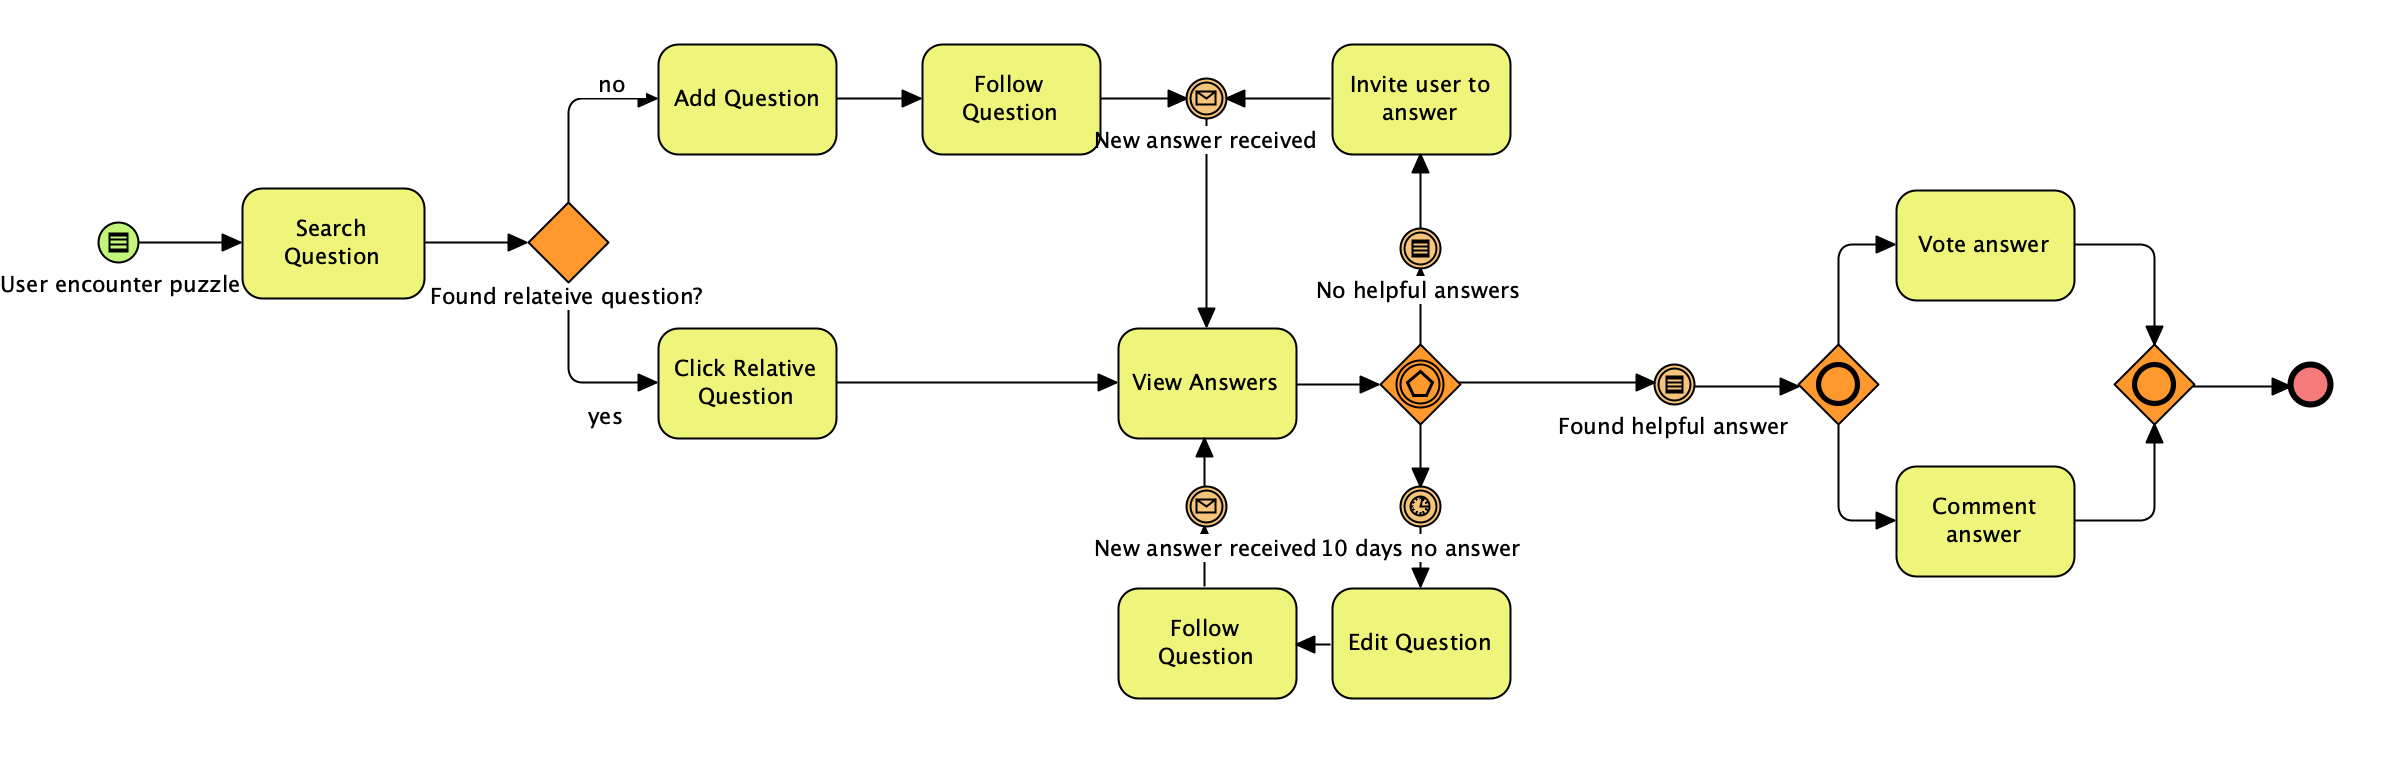 no
Add Question
Follow
Question
New answer received
Invite user to
answer
User encounter puzzle
Search
Question
Found relateive question?
No helpful answers
Vote answer
yes
Click Relative
Question
View Answers
Found helpful answer
New answer received
10 days no answer
Comment
answer
Follow
Question
Edit Question